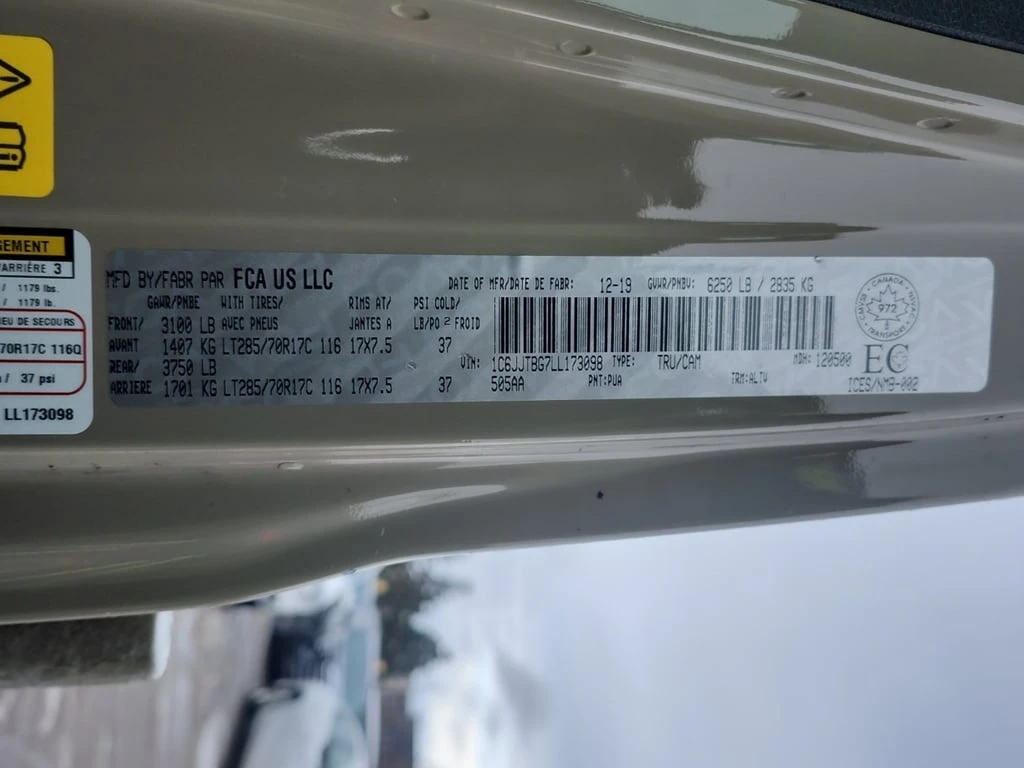 GEMENT
ARRIÈRE 3
/ 1179 lbs.
/ 1179 lb.
IEU DE SECOURS
70R17C 116Q
/ 37 psi
LL173098
MFD BY/FABR PAR FCA US LLC
DATE OF MFR/DATE DE FABR: 12-19 GVWR/PNBV: 6250 LB / 2835 KG
GAWR/PNBE WITH TIRES/ RIMS AT/ PSI COLD/
FRONT/ 3100 LB AVEC PNEUS JANTES A LB/PO2 FROID
AVANT 1407 KG LT285/70R17C 116 17X7.5 37
REAR/ 3750 LB
ARRIERE 1701 KG LT285/70R17C 116 17X7.5 37
VIN: 1C6JJTBG7LL173098 TYPE: TRU/CAM MDH: 120500
505AA PNT:PUA TRM:ALTV
CANADA
972
TRANSPORT
EC
ICES/NMB-002